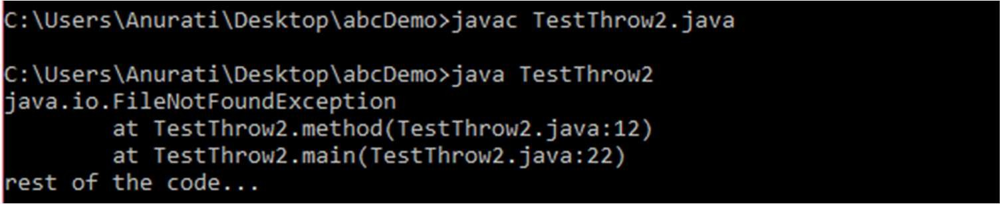 C:\Users\Anurati\Desktop\abcDemo>javac TestThrow2.java
C:\Users\Anurati\Desktop\abcDemo>java TestThrow2
java.io.FileNotFoundException
        at TestThrow2.method(TestThrow2.java:12)
        at TestThrow2.main(TestThrow2.java:22)
rest of the code...